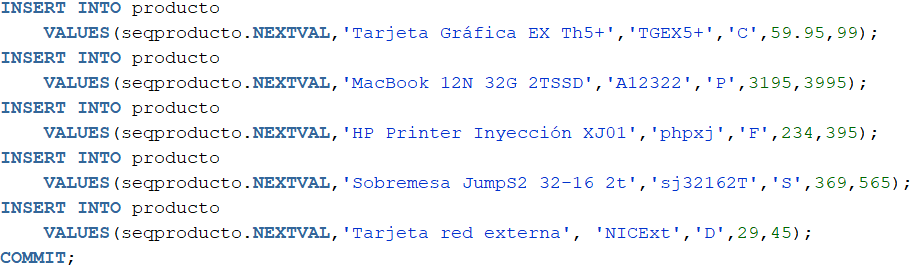 INSERT INTO producto
VALUES(seqproducto.NEXTVAL,'Tarjeta Gráfica EX Th5+','TGEX5+','C',59.95,99);
INSERT INTO producto
VALUES(seqproducto.NEXTVAL,'MacBook 12N 32G 2TSSD','A12322','P',3195,3995);
INSERT INTO producto
VALUES(seqproducto.NEXTVAL,'HP Printer Inyección XJ01','phpxj','F',234,395);
INSERT INTO producto
VALUES(seqproducto.NEXTVAL,'Sobremesa JumpS2 32-16 2t','sj32162T','S',369,565);
INSERT INTO producto
VALUES(seqproducto.NEXTVAL,'Tarjeta red externa', 'NICExt','D',29,45);
COMMIT;